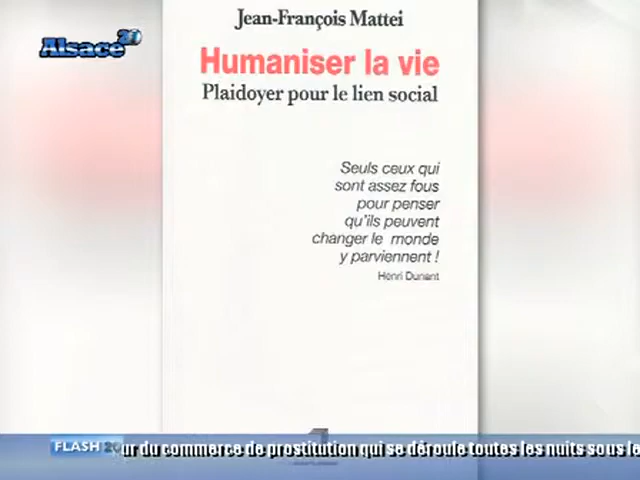 Jean-François Mattei
Alsace20
Humaniser la vie
Plaidoyer pour le lien social
Seuls ceux qui
sont assez fous
pour penser
qu'ils peuvent
changer le monde
y parviennent !
Henri Dunant
FLASH 20 ur du commerce de prostitution qui se déroule toutes les nuits sous le